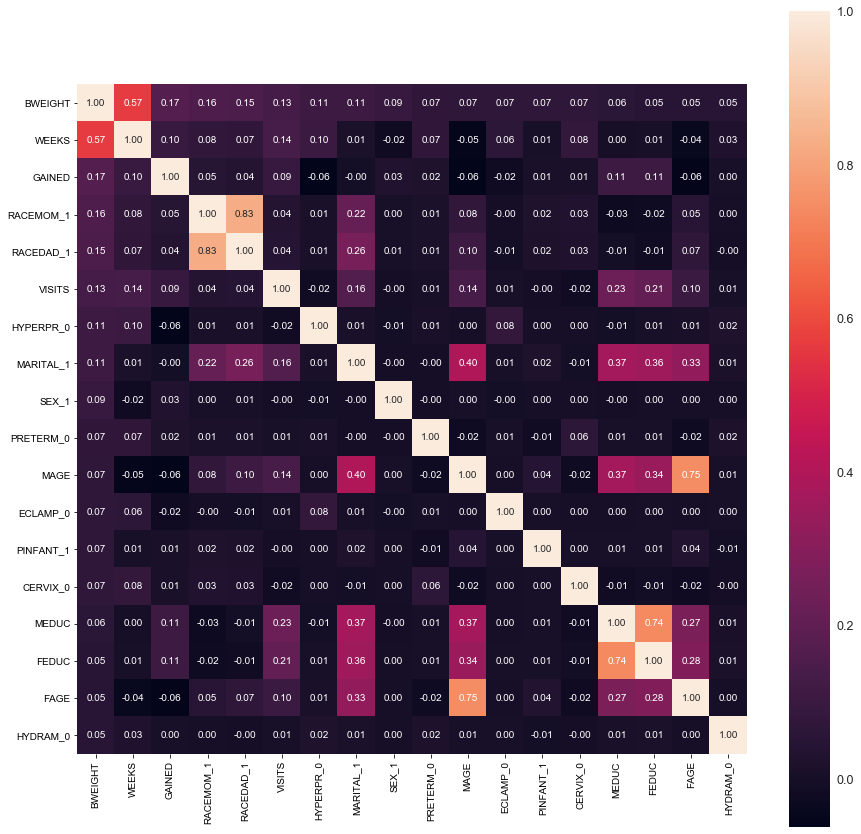 1.0
BWEIGHT 1.00 0.57 0.17 0.16 0.15 0.13 0.11 0.11 0.09 0.07 0.07 0.07 0.07 0.07 0.06 0.05 0.05 0.05
WEEKS 0.57 1.00 0.10 0.08 0.07 0.14 0.10 0.01 -0.02 0.07 -0.05 0.06 0.01 0.08 0.00 0.01 -0.04 0.03
0.8
GAINED 0.17 0.10 1.00 0.05 0.04 0.09 -0.06 -0.00 0.03 0.02 -0.06 -0.02 0.01 0.01 0.11 0.11 -0.06 0.00
RACEMOM_1 0.16 0.08 0.05 1.00 0.83 0.04 0.01 0.22 0.00 0.01 0.08 -0.00 0.02 0.03 -0.03 -0.02 0.05 0.00
RACEDAD_1 0.15 0.07 0.04 0.83 1.00 0.04 0.01 0.26 0.01 0.01 0.10 -0.01 0.02 0.03 -0.01 -0.01 0.07 -0.00
VISITS 0.13 0.14 0.09 0.04 0.04 1.00 -0.02 0.16 -0.00 0.01 0.14 0.01 -0.00 -0.02 0.23 0.21 0.10 0.01
0.6
HYPERPR_0 0.11 0.10 -0.06 0.01 0.01 -0.02 1.00 0.01 -0.01 0.01 0.00 0.08 0.00 0.00 -0.01 0.01 0.01 0.02
MARITAL_1 0.11 0.01 -0.00 0.22 0.26 0.16 0.01 1.00 -0.00 -0.00 0.40 0.01 0.02 -0.01 0.37 0.36 0.33 0.01
SEX_1 0.09 -0.02 0.03 0.00 0.01 -0.00 -0.01 -0.00 1.00 -0.00 0.00 -0.00 0.00 0.00 -0.00 0.00 0.00 0.00
PRETERM_0 0.07 0.07 0.02 0.01 0.01 0.01 0.01 -0.00 -0.00 1.00 -0.02 0.01 -0.01 0.06 0.01 0.01 -0.02 0.02
0.4
MAGE 0.07 -0.05 -0.06 0.08 0.10 0.14 0.00 0.40 0.00 -0.02 1.00 0.00 0.04 -0.02 0.37 0.34 0.75 0.01
ECLAMP_0 0.07 0.06 -0.02 -0.00 -0.01 0.01 0.08 0.01 -0.00 0.01 0.00 1.00 0.00 0.00 0.00 0.00 0.00 0.00
PINFANT_1 0.07 0.01 0.01 0.02 0.02 -0.00 0.00 0.02 0.00 -0.01 0.04 0.00 1.00 0.00 0.01 0.01 0.04 -0.01
CERVIX_0 0.07 0.08 0.01 0.03 0.03 -0.02 0.00 -0.01 0.00 0.06 -0.02 0.00 0.00 1.00 -0.01 -0.01 -0.02 -0.00
MEDUC 0.06 0.00 0.11 -0.03 -0.01 0.23 -0.01 0.37 -0.00 0.01 0.37 0.00 0.01 -0.01 1.00 0.74 0.27 0.01
0.2
FEDUC 0.05 0.01 0.11 -0.02 -0.01 0.21 0.01 0.36 0.00 0.01 0.34 0.00 0.01 -0.01 0.74 1.00 0.28 0.01
FAGE 0.05 -0.04 -0.06 0.05 0.07 0.10 0.01 0.33 0.00 -0.02 0.75 0.00 0.04 -0.02 0.27 0.28 1.00 0.00
HYDRAM_0 0.05 0.03 0.00 0.00 -0.00 0.01 0.02 0.01 0.00 0.02 0.01 0.00 -0.01 -0.00 0.01 0.01 0.00 1.00
0.0
BWEIGHT WEEKS GAINED RACEMOM_1 RACEDAD_1 VISITS HYPERPR_0 MARITAL_1 SEX_1 PRETERM_0 MAGE ECLAMP_0 PINFANT_1 CERVIX_0 MEDUC FEDUC FAGE HYDRAM_0